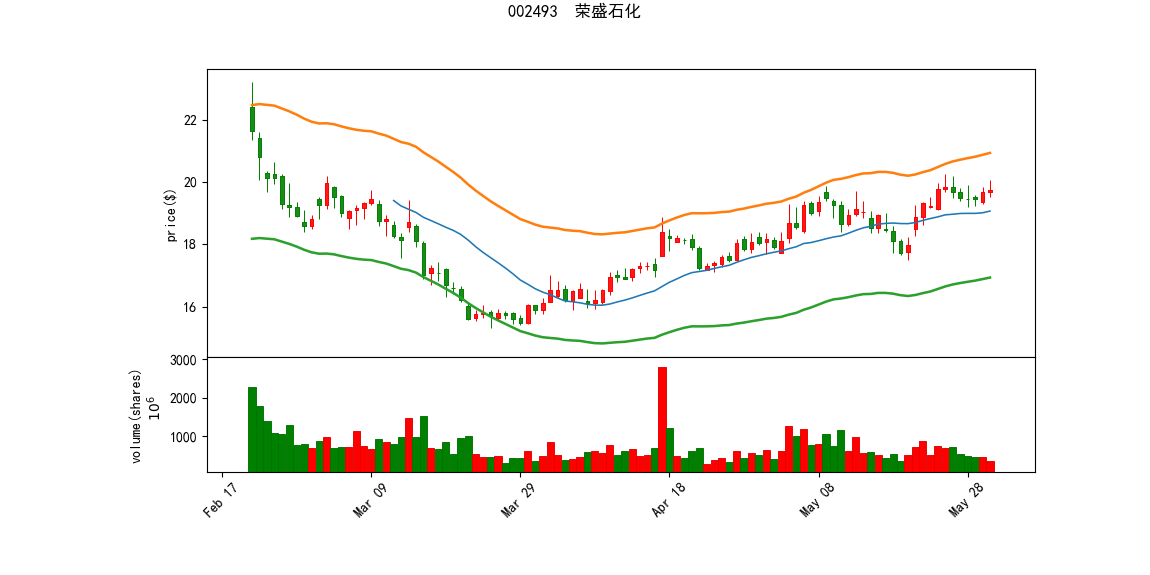 002493 荣盛石化
22
20
18
16
price($)
3000
2000
1000
volume(shares)
10^6
Feb 17
Mar 09
Mar 29
Apr 18
May 08
May 28